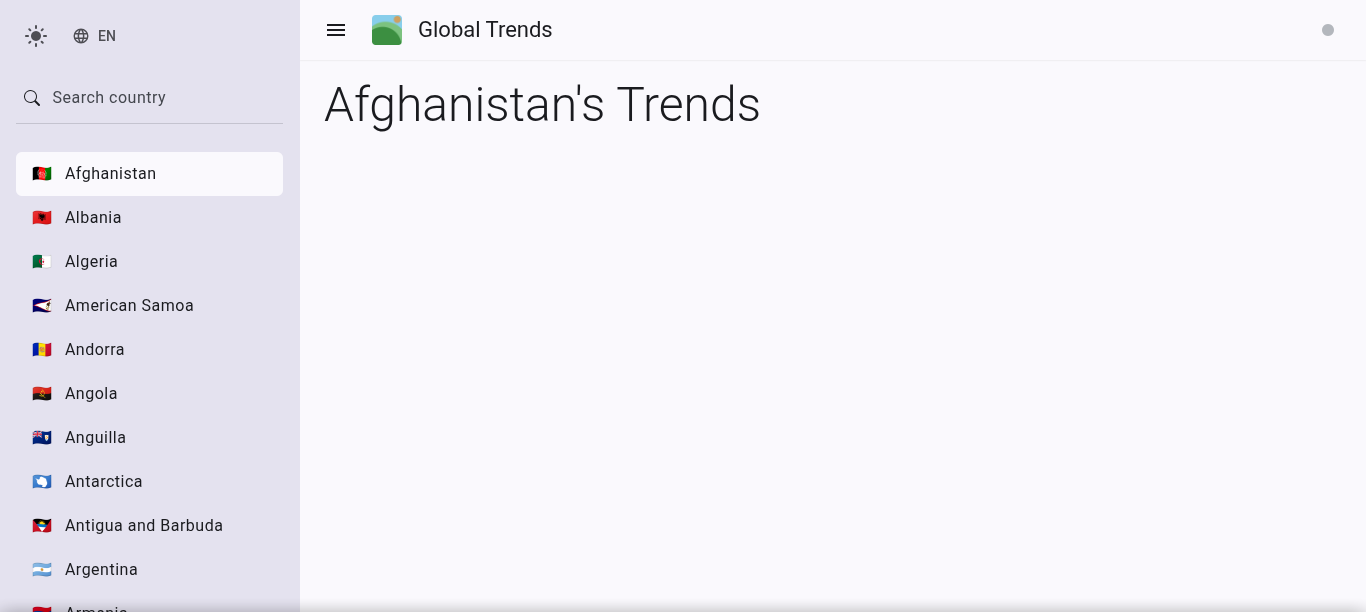 EN
Search country
Afghanistan
Albania
Algeria
American Samoa
Andorra
Angola
Anguilla
Antarctica
Antigua and Barbuda
Argentina
Armenia
Global Trends
Afghanistan's Trends